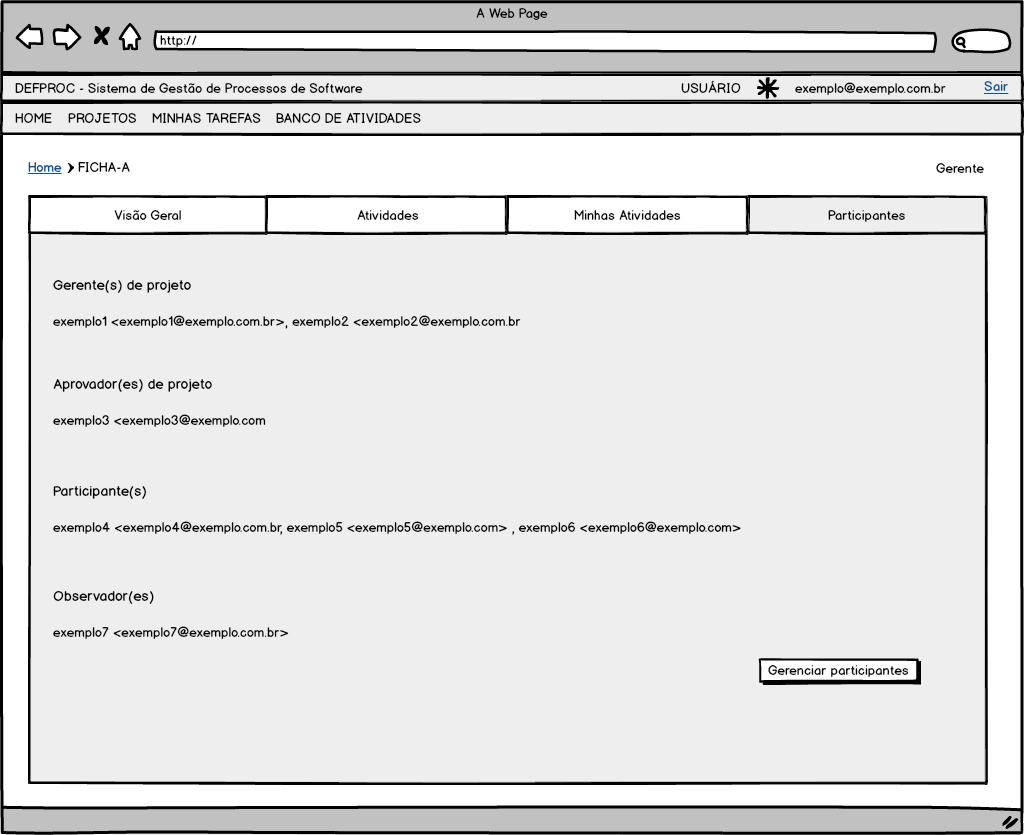 A Web Page
http://
DEFPROC - Sistema de Gestão de Processos de Software USUÁRIO exemplo@exemplo.com.br Sair
HOME PROJETOS MINHAS TAREFAS BANCO DE ATIVIDADES
Home FICHA-A Gerente
Visão Geral Atividades Minhas Atividades Participantes
Gerente(s) de projeto
exemplo1 <exemplo1@exemplo.com.br>, exemplo2 <exemplo2@exemplo.com.br
Aprovador(es) de projeto
exemplo3 <exemplo3@exemplo.com
Participante(s)
exemplo4 <exemplo4@exemplo.com.br, exemplo5 <exemplo5@exemplo.com> , exemplo6 <exemplo6@exemplo.com>
Observador(es)
exemplo7 <exemplo7@exemplo.com.br>
Gerenciar participantes